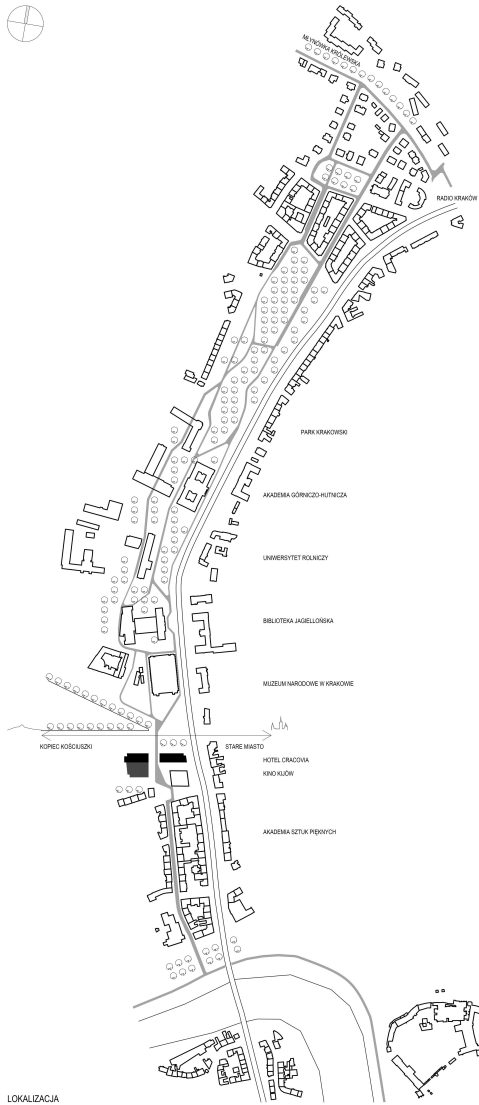 MŁYNÓWKA KRÓLEWSKA
RADIO KRAKÓW
PARK KRAKOWSKI
AKADEMIA GÓRNICZO-HUTNICZA
UNIWERSYTET ROLNICZY
BIBLIOTEKA JAGIELLOŃSKA
MUZEUM NARODOWE W KRAKOWIE
KOPIEC KOŚCIUSZKI
STARE MIASTO
HOTEL CRACOVIA
KINO KIJÓW
AKADEMIA SZTUK PIĘKNYCH
LOKALIZACJA